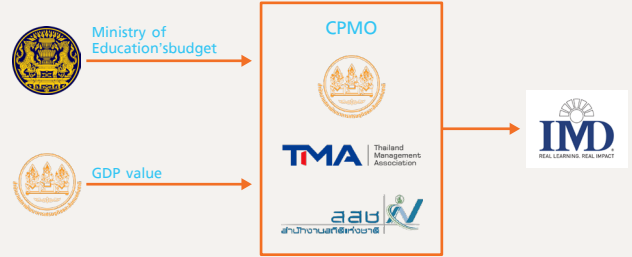 Ministry of
Education'sbudget
GDP value
CPMO
TMA
Thailand
Management
Association
สสช
สำนักงานสถิติแห่งชาติ
IMD
REAL LEARNING. REAL IMPACT